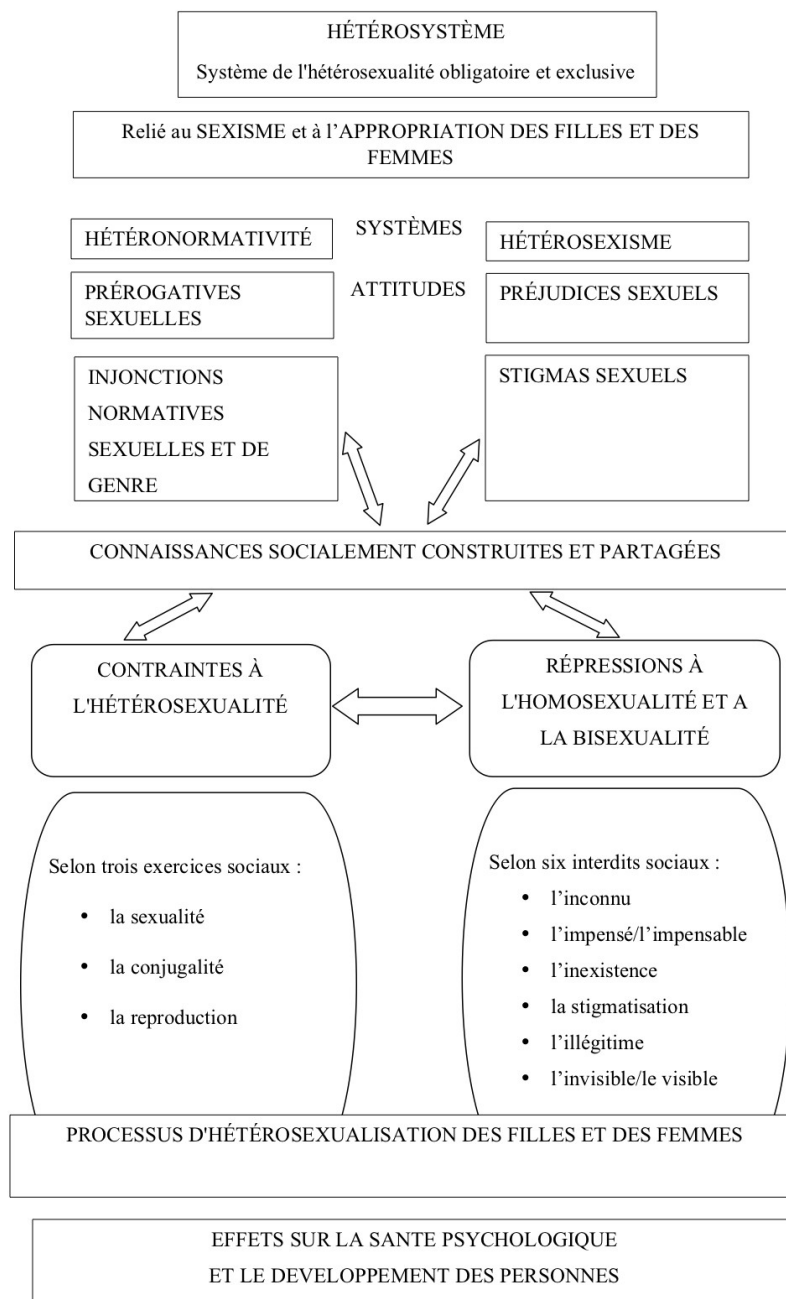 HÉTÉROSYSTÈME
Système de l'hétérosexualité obligatoire et exclusive
Relié au SEXISME et à l’APPROPRIATION DES FILLES ET DES
FEMMES
HÉTÉRONORMATIVITÉ
SYSTÈMES
HÉTÉROSEXISME
PRÉROGATIVES
SEXUELLES
ATTITUDES
PRÉJUDICES SEXUELS
INJONCTIONS
NORMATIVES
SEXUELLES ET DE
GENRE
STIGMAS SEXUELS
CONNAISSANCES SOCIALEMENT CONSTRUITES ET PARTAGÉES
CONTRAINTES À
L'HÉTÉROSEXUALITÉ
RÉPRESSIONS À
L'HOMOSEXUALITÉ ET A
LA BISEXUALITÉ
Selon trois exercices sociaux :
• la sexualité
• la conjugalité
• la reproduction
Selon six interdits sociaux :
• l’inconnu
• l’impensé/l’impensable
• l’inexistence
• la stigmatisation
• l’illégitime
• l’invisible/le visible
PROCESSUS D'HÉTÉROSEXUALISATION DES FILLES ET DES FEMMES
EFFETS SUR LA SANTE PSYCHOLOGIQUE
ET LE DEVELOPPEMENT DES PERSONNES